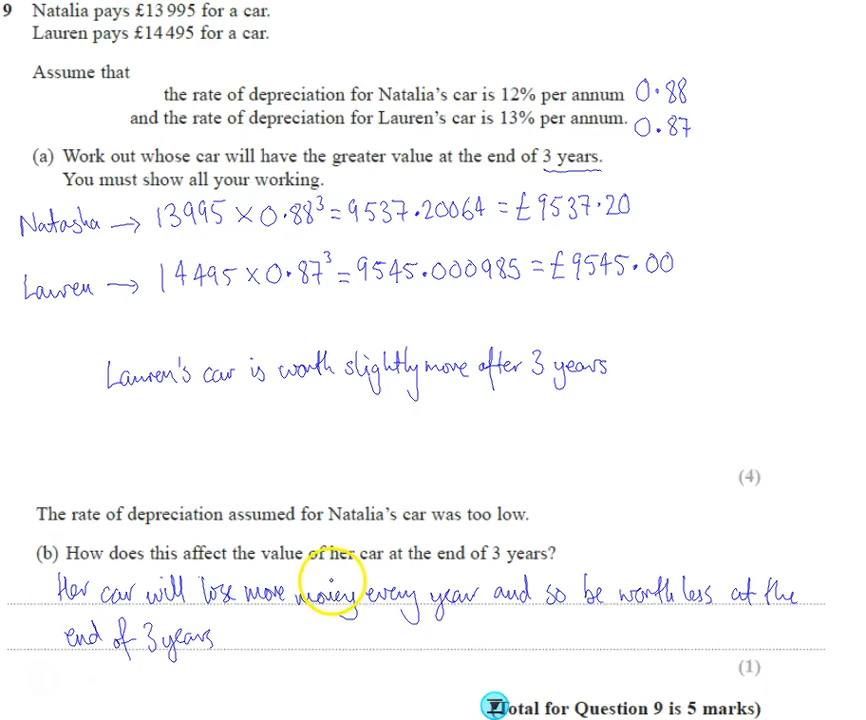 9 Natalia pays £13 995 for a car.
Lauren pays £14 495 for a car.
Assume that
the rate of depreciation for Natalia's car is 12% per annum 0.88
and the rate of depreciation for Lauren's car is 13% per annum. 0.87
(a) Work out whose car will have the greater value at the end of 3 years.
You must show all your working.
Natasha → 13995 × 0.88³ = 9537.20064 = £9537.20
Lauren → 14495 × 0.87³ = 9545.000985 = £9545.00
Lauren's car is worth slightly more after 3 years
(4)
The rate of depreciation assumed for Natalia's car was too low.
(b) How does this affect the value of her car at the end of 3 years?
Her car will lose more money every year and so be worth less at the
end of 3 years
(1)
Total for Question 9 is 5 marks)